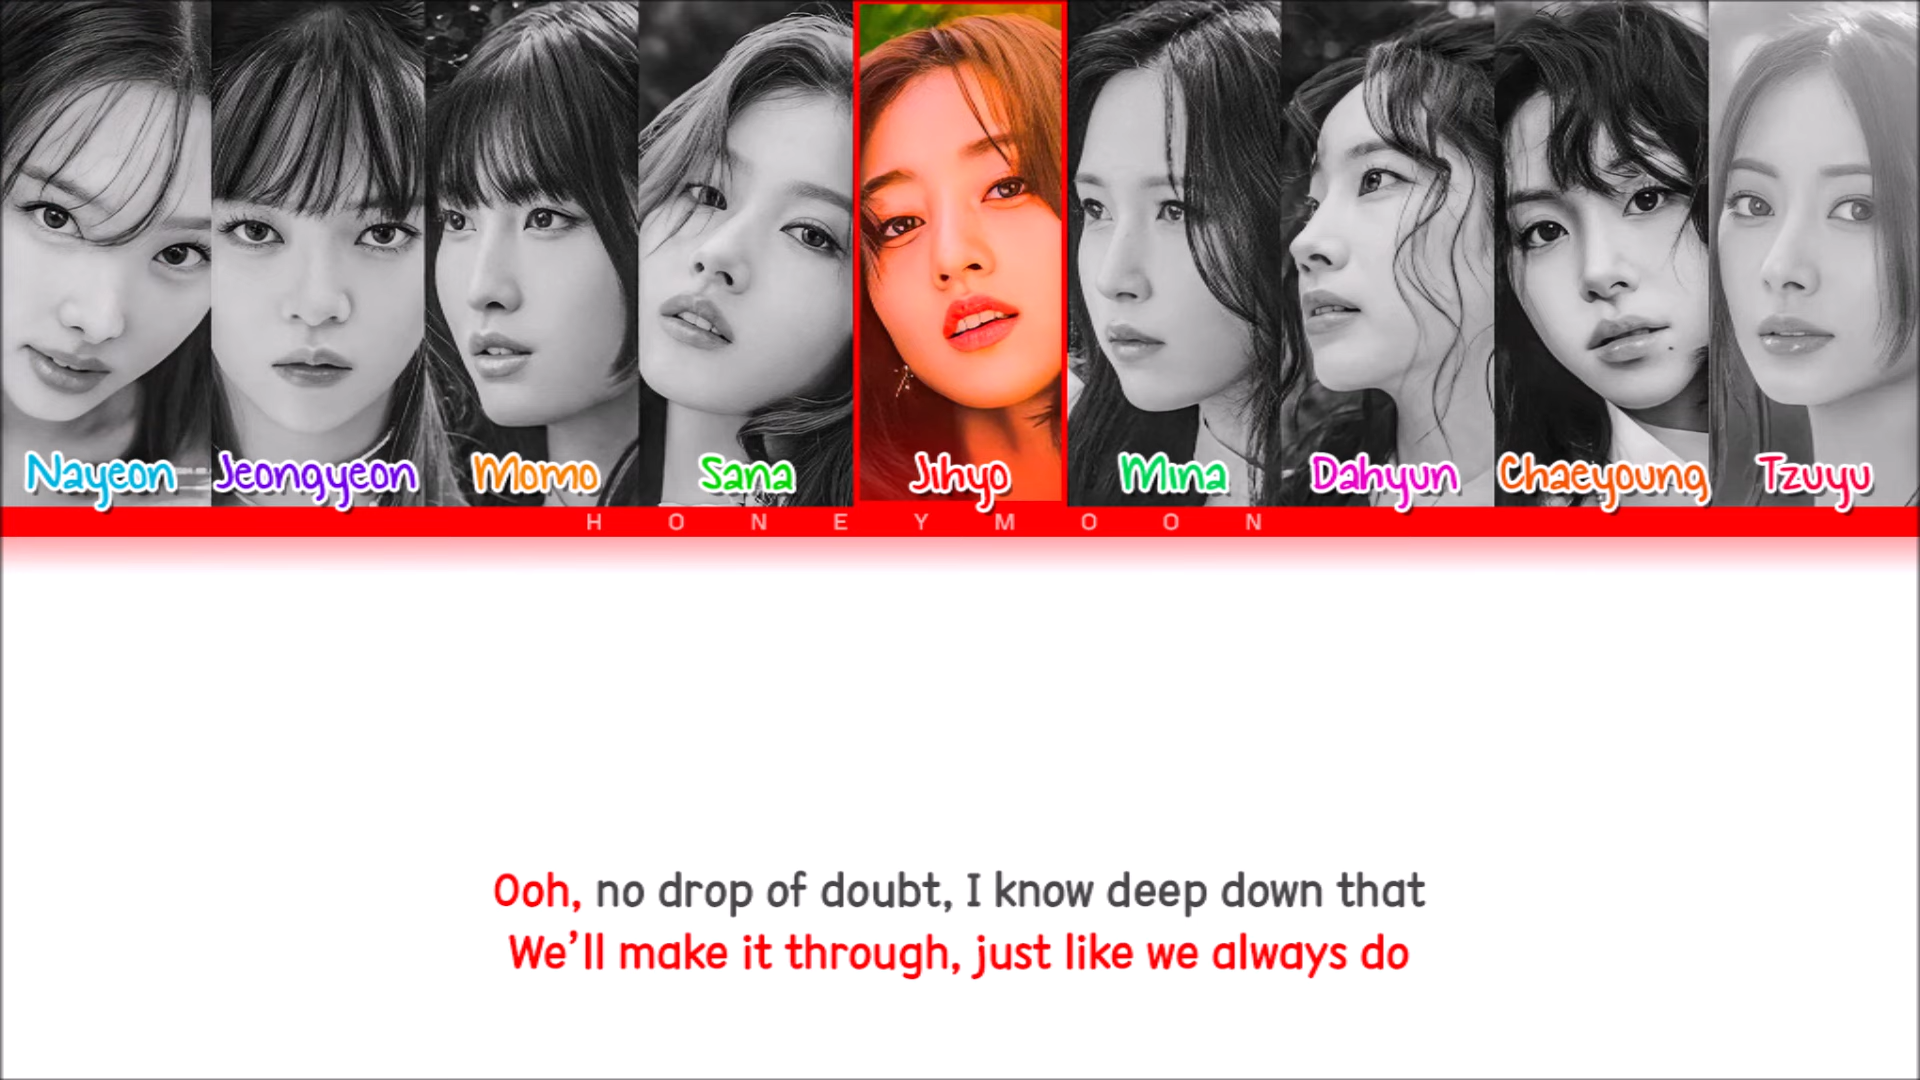 Nayeon Jeongyeon Momo Sana Jihyo Mina Dahyun Chaeyoung Tzuyu
HONEYMOON
Ooh, no drop of doubt, I know deep down that
We’ll make it through, just like we always do